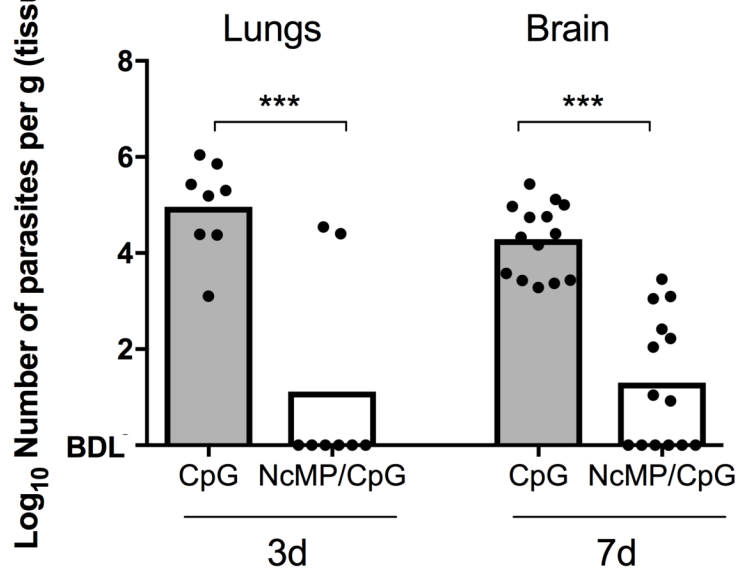 Log10 Number of parasites per g (tissu
Lungs
Brain
8
6
4
2
BDL
***
***
CpG
NcMP/CpG
CpG
NcMP/CpG
3d
7d